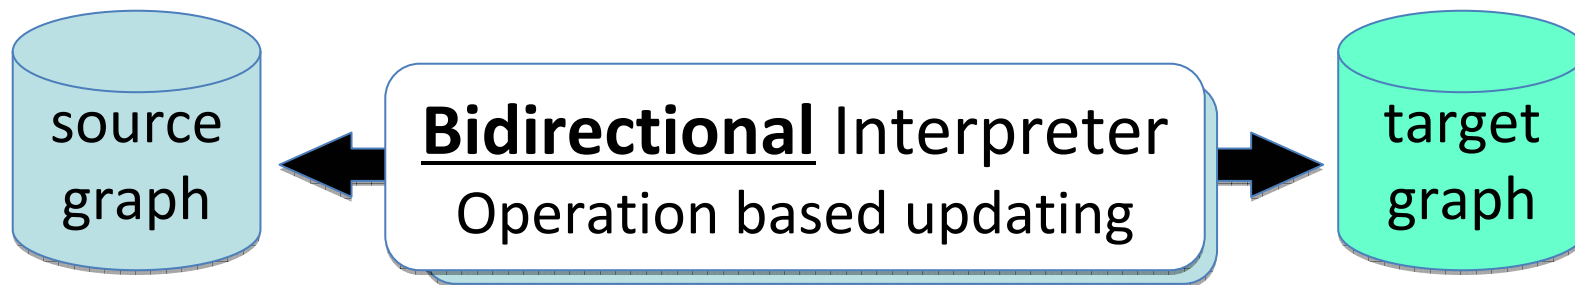 source
graph
Bidirectional Interpreter
Operation based updating
target
graph